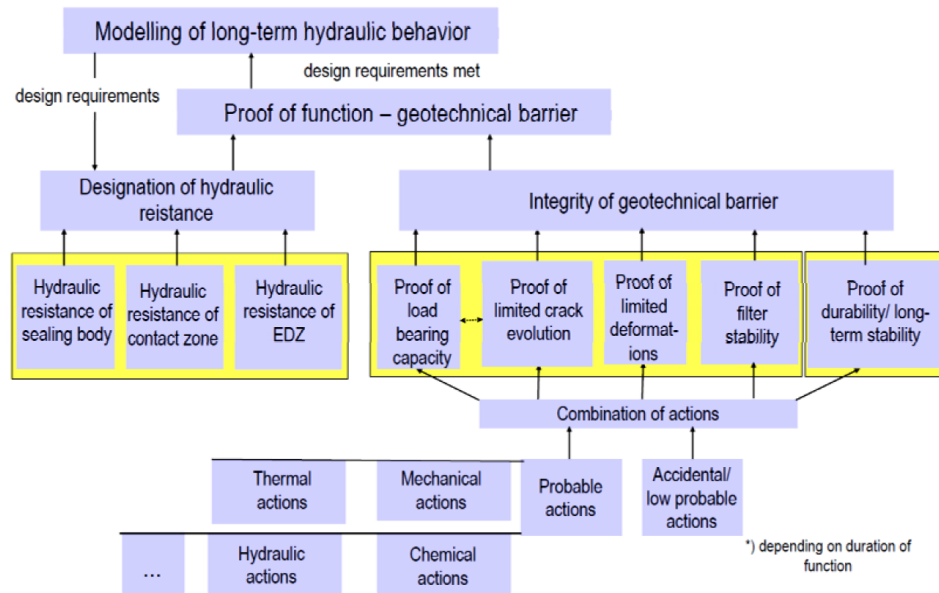 Modelling of long-term hydraulic behavior
design requirements met
design requirements
Proof of function – geotechnical barrier
Designation of hydraulic
reistance
Integrity of geotechnical barrier
Hydraulic
resistance of
sealing body
Hydraulic
resistance of
contact zone
Hydraulic
resistance of
EDZ
Proof of
load
bearing
capacity
Proof of
limited crack
evolution
Proof of
limited
deformat-
ions
Proof of
filter
stability
Proof of
durability/ long-
term stability
Combination of actions
Thermal
actions
Mechanical
actions
Probable
actions
Accidental/
low probable
actions
...
Hydraulic
actions
Chemical
actions
*) depending on duration of
function